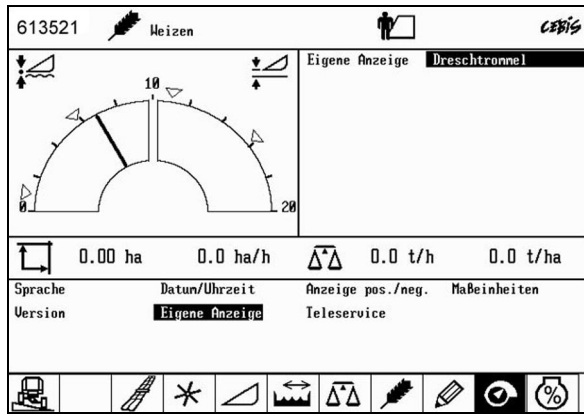 613521 Weizen CEBIS
Eigene Anzeige Dreschtrommel
10
0 20
0.00 ha 0.0 ha/h 0.0 t/h 0.0 t/ha
Sprache Datum/Uhrzeit Anzeige pos./neg. Maßeinheiten
Version Eigene Anzeige Teleservice
%